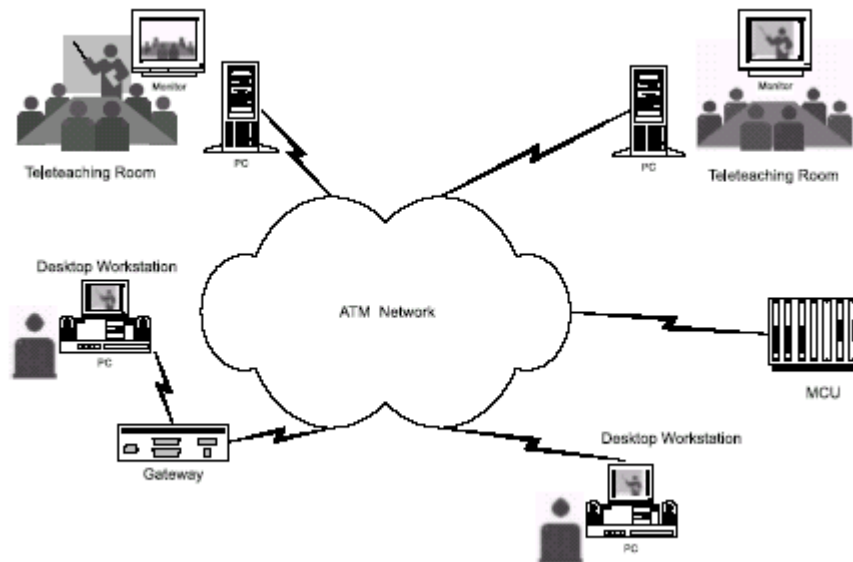 Monitor
PC
Teleteaching Room
Monitor
PC
Teleteaching Room
Desktop Workstation
PC
Gateway
ATM Network
MCU
Desktop Workstation
PC